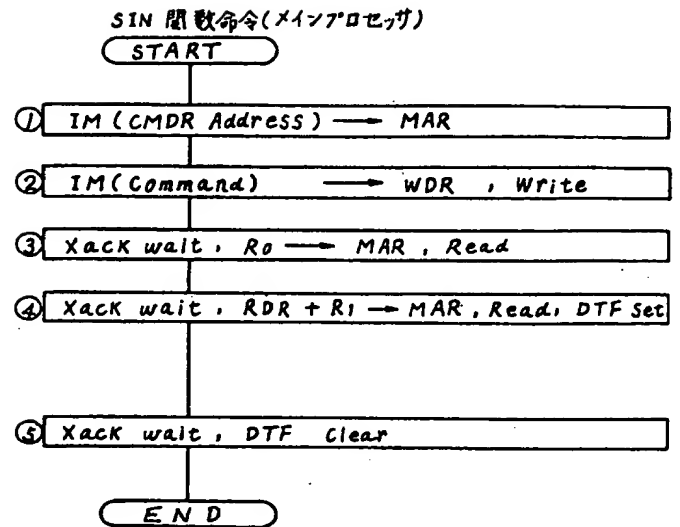 SIN 関数命令(メインプロセッサ)
START
① IM (CMDR Address) → MAR
② IM(Command) → WDR , Write
③ Xack wait , R0 → MAR , Read
④ Xack wait , RDR + R1 → MAR , Read, DTF Set
⑤ Xack wait , DTF Clear
END